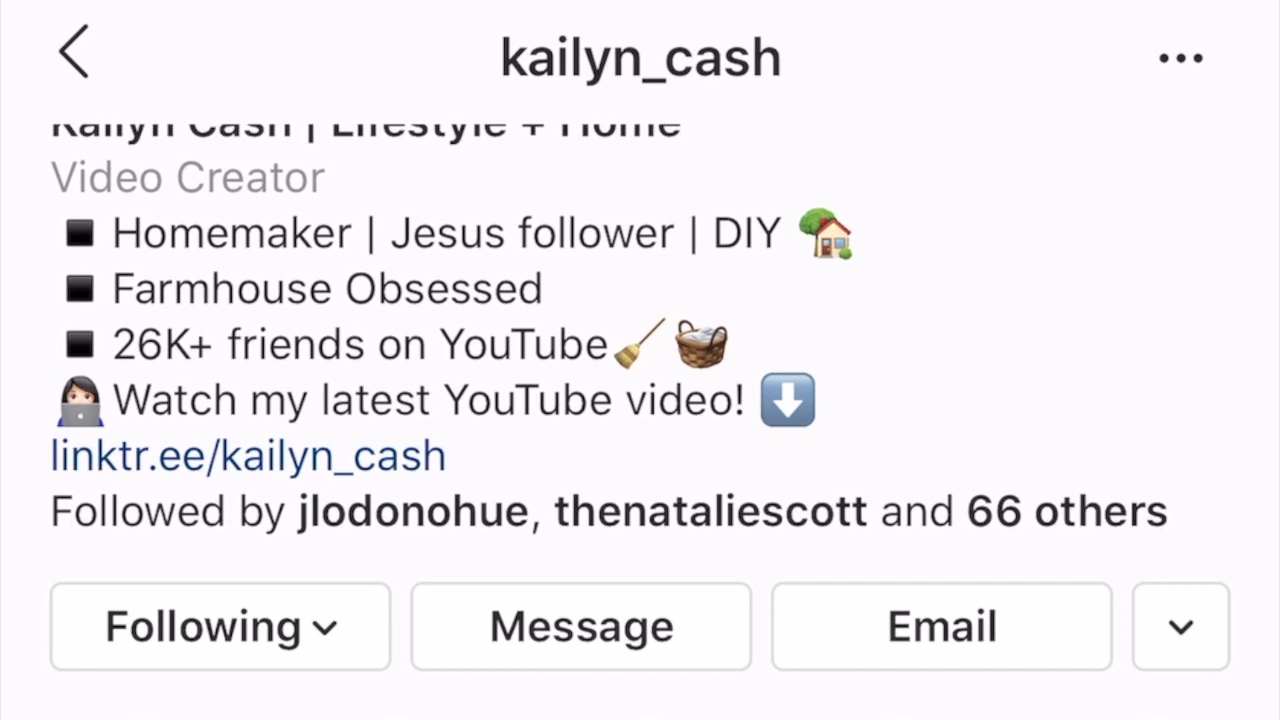 kailyn_cash
Kailyn Cash | Lifestyle + Home
Video Creator
◾ Homemaker | Jesus follower | DIY 🏡
◾ Farmhouse Obsessed
◾ 26K+ friends on YouTube🧹🧺
👩🏻‍💻Watch my latest YouTube video! ⬇️
linktr.ee/kailyn_cash
Followed by jlodonohue, thenataliescott and 66 others
Following Message Email